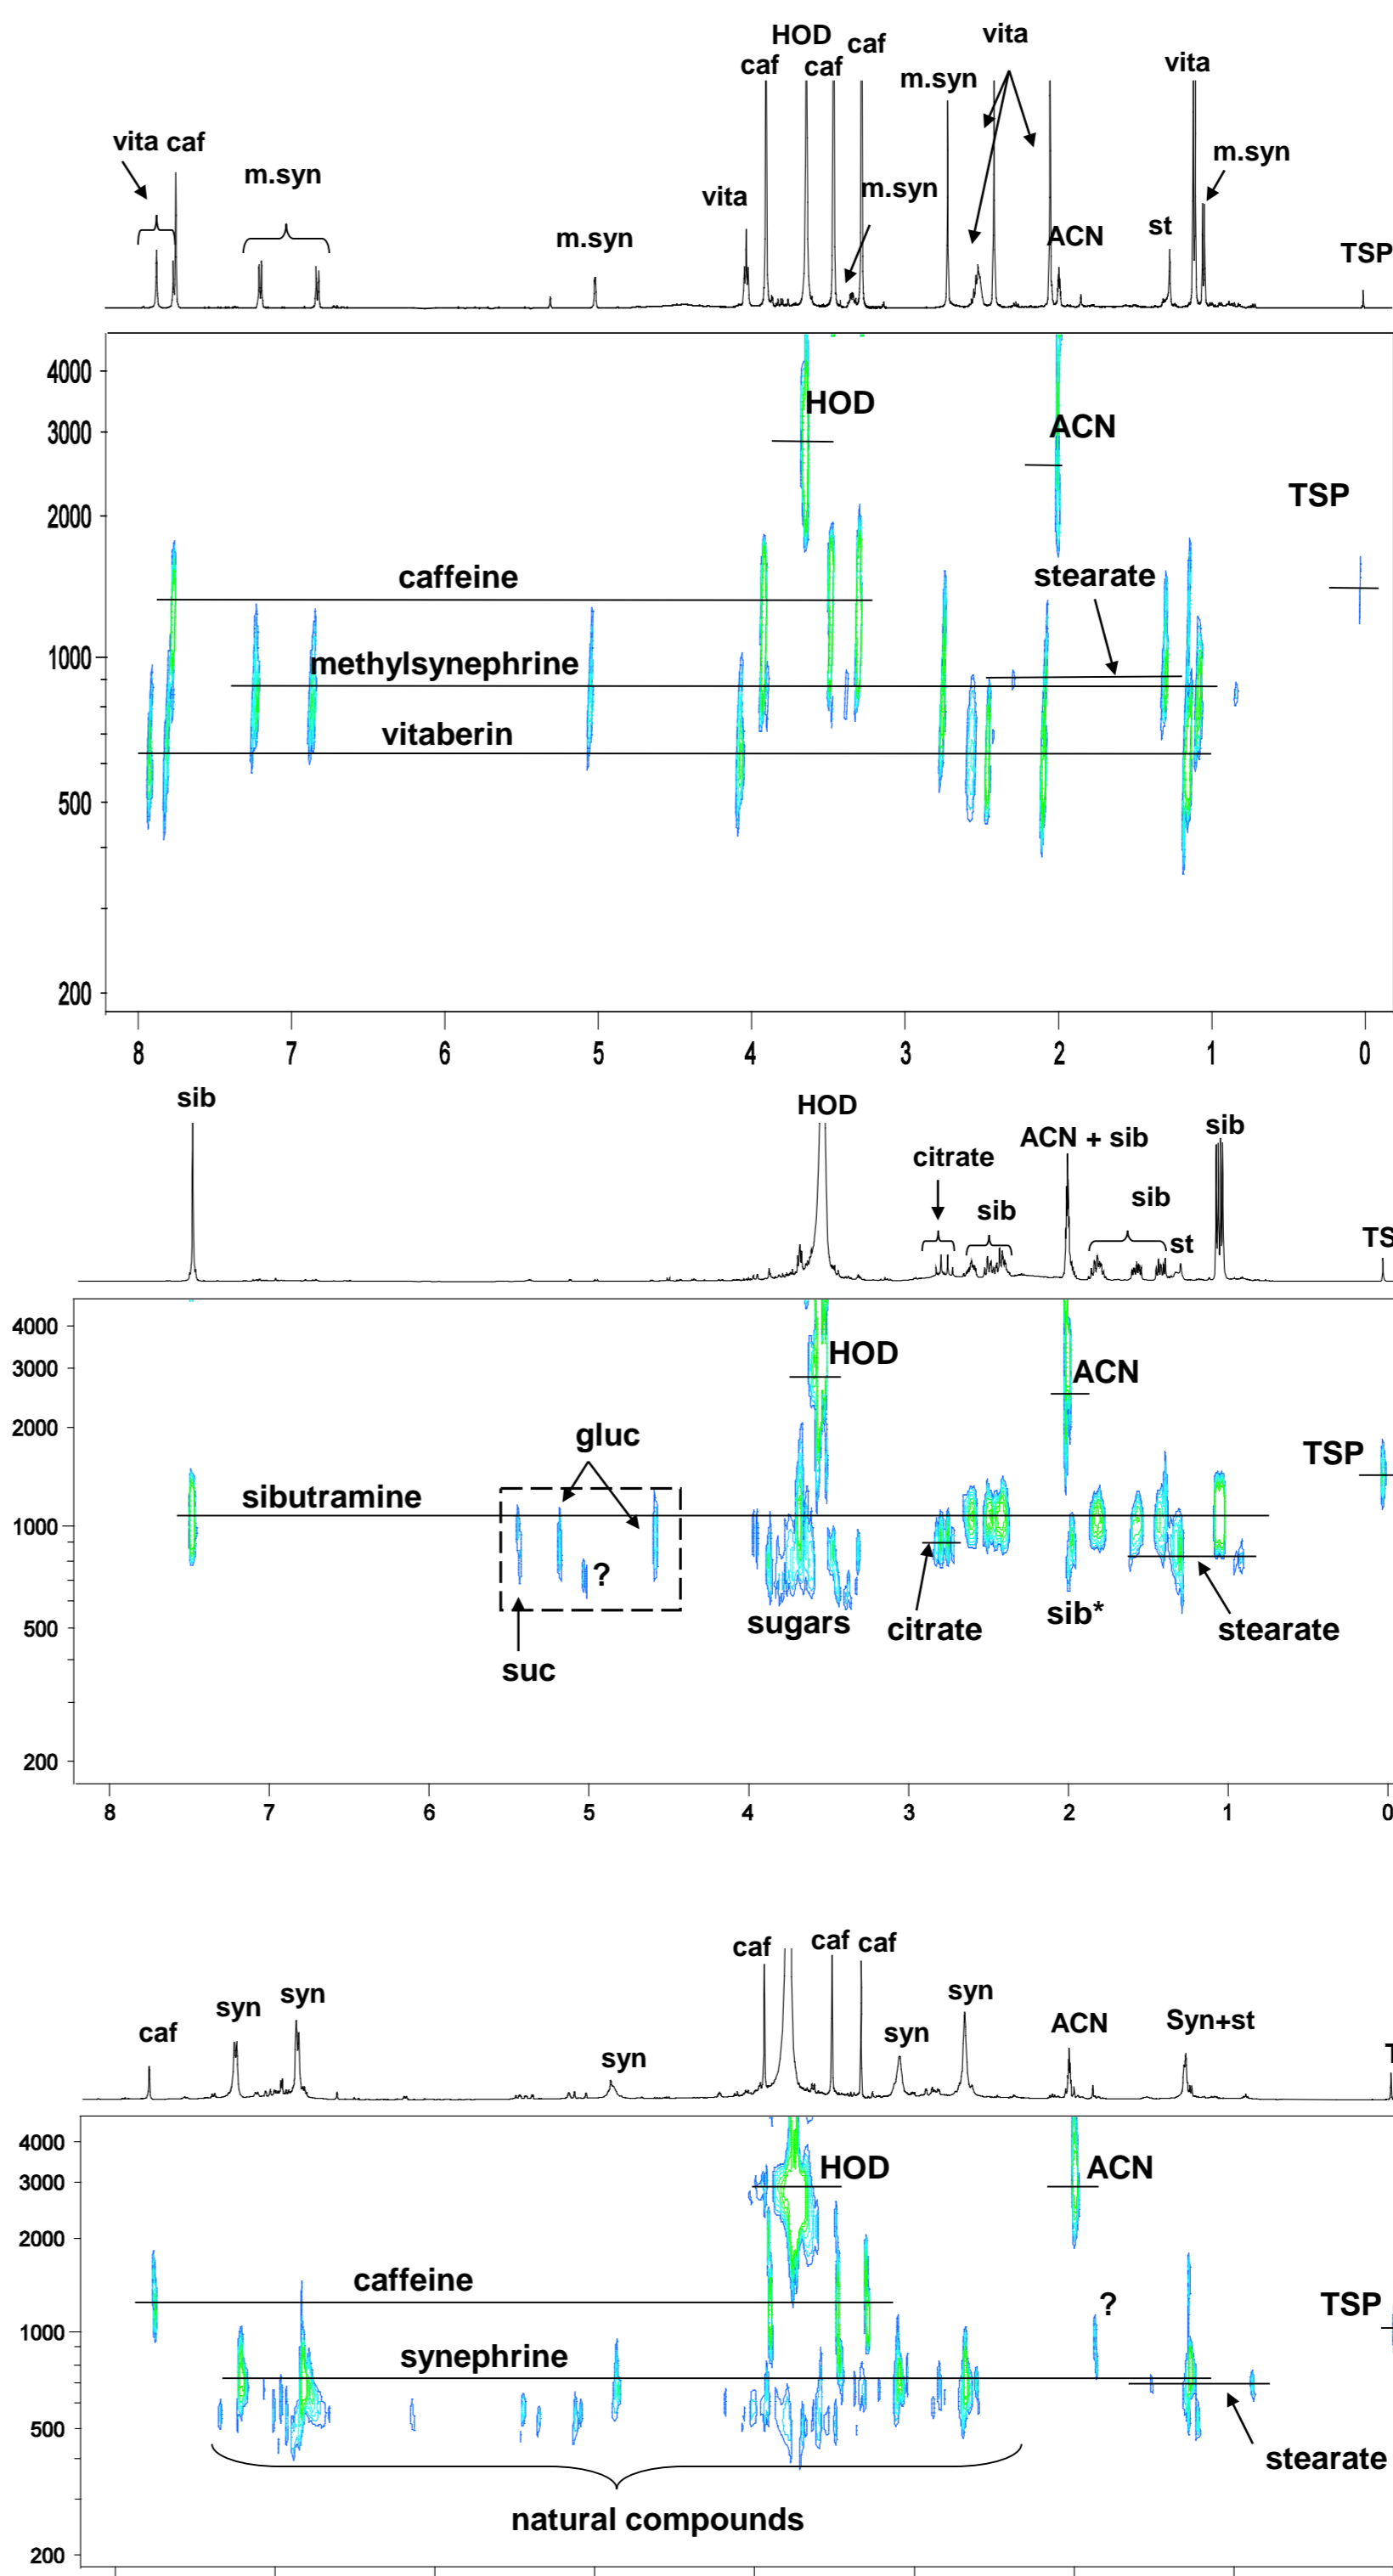 HOD
vita
caf
caf
caf
vita
m.syn
vita caf
m.syn
m.syn
m.syn
vita
m.syn
ACN
st
TSP
4000
HOD
3000
ACN
2000
TSP
caffeine
stearate
1000
methylsynephrine
vitaberin
500
200
8 7 6 5 4 3 2 1 0
sib
HOD
sib
ACN + sib
citrate
sib
sib
st
TS
4000
HOD
3000
ACN
2000
gluc
TSP
sibutramine
1000
?
sugars
citrate
sib*
stearate
500
suc
200
8 7 6 5 4 3 2 1 0
caf
caf caf
syn
syn
syn
caf
syn
syn
ACN
Syn+st
T
4000
HOD
ACN
3000
2000
caffeine
?
TSP
1000
synephrine
500
stearate
natural compounds
200